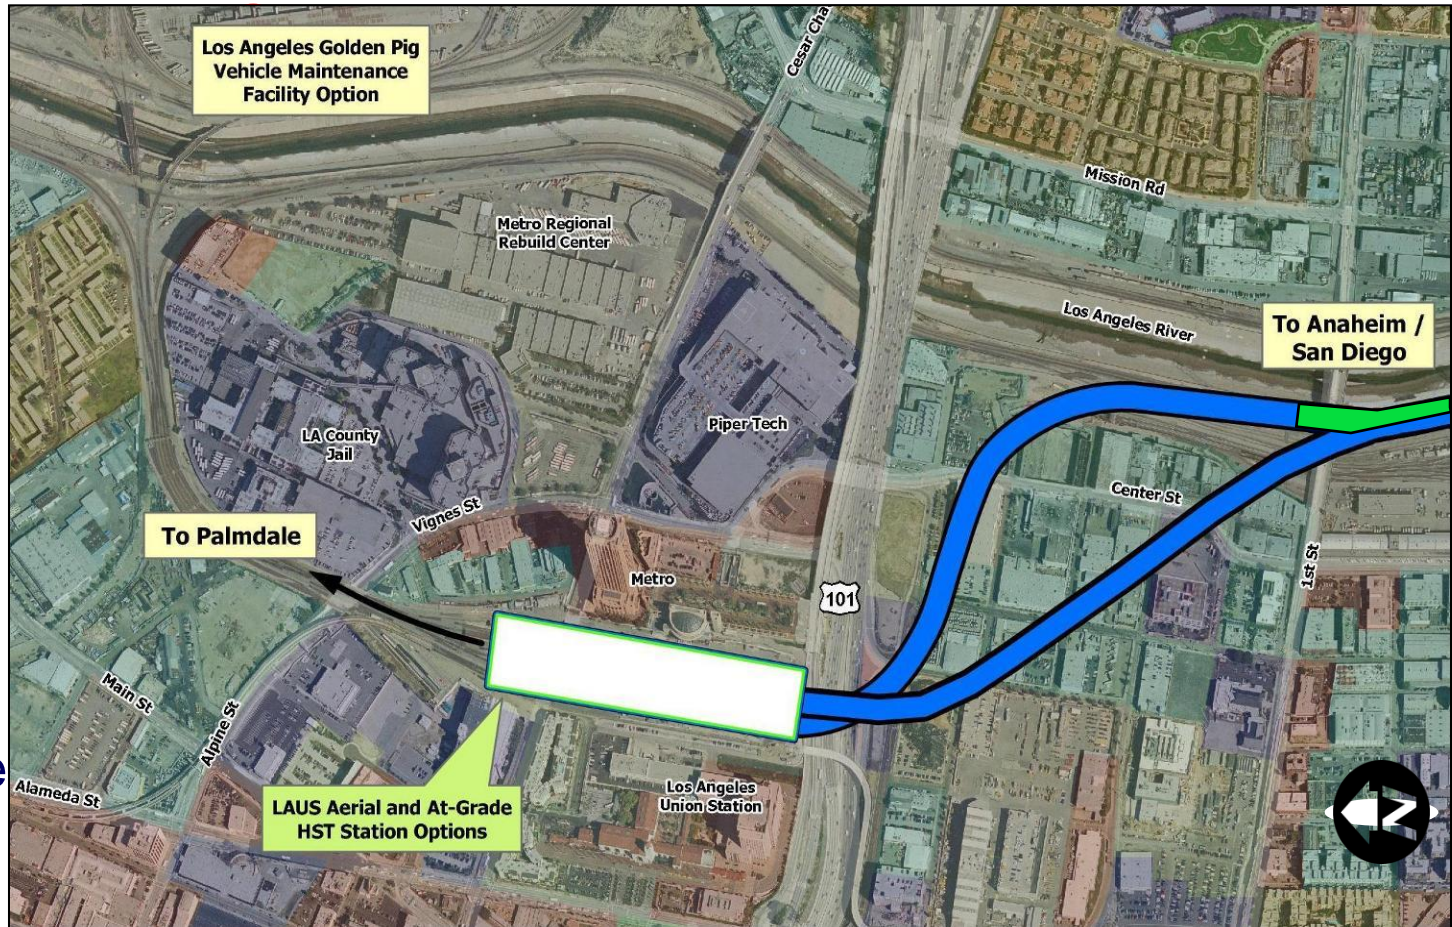 Los Angeles Golden Pig
Vehicle Maintenance
Facility Option
Cesar Cha
Mission Rd
Metro Regional
Rebuild Center
Los Angeles River
To Anaheim /
San Diego
Piper Tech
LA County
Jail
Center St
Vignes St
To Palmdale
Metro
101
1st St
Main St
Alpine St
Alameda St
e
LAUS Aerial and At-Grade
HST Station Options
Los Angeles
Union Station
N